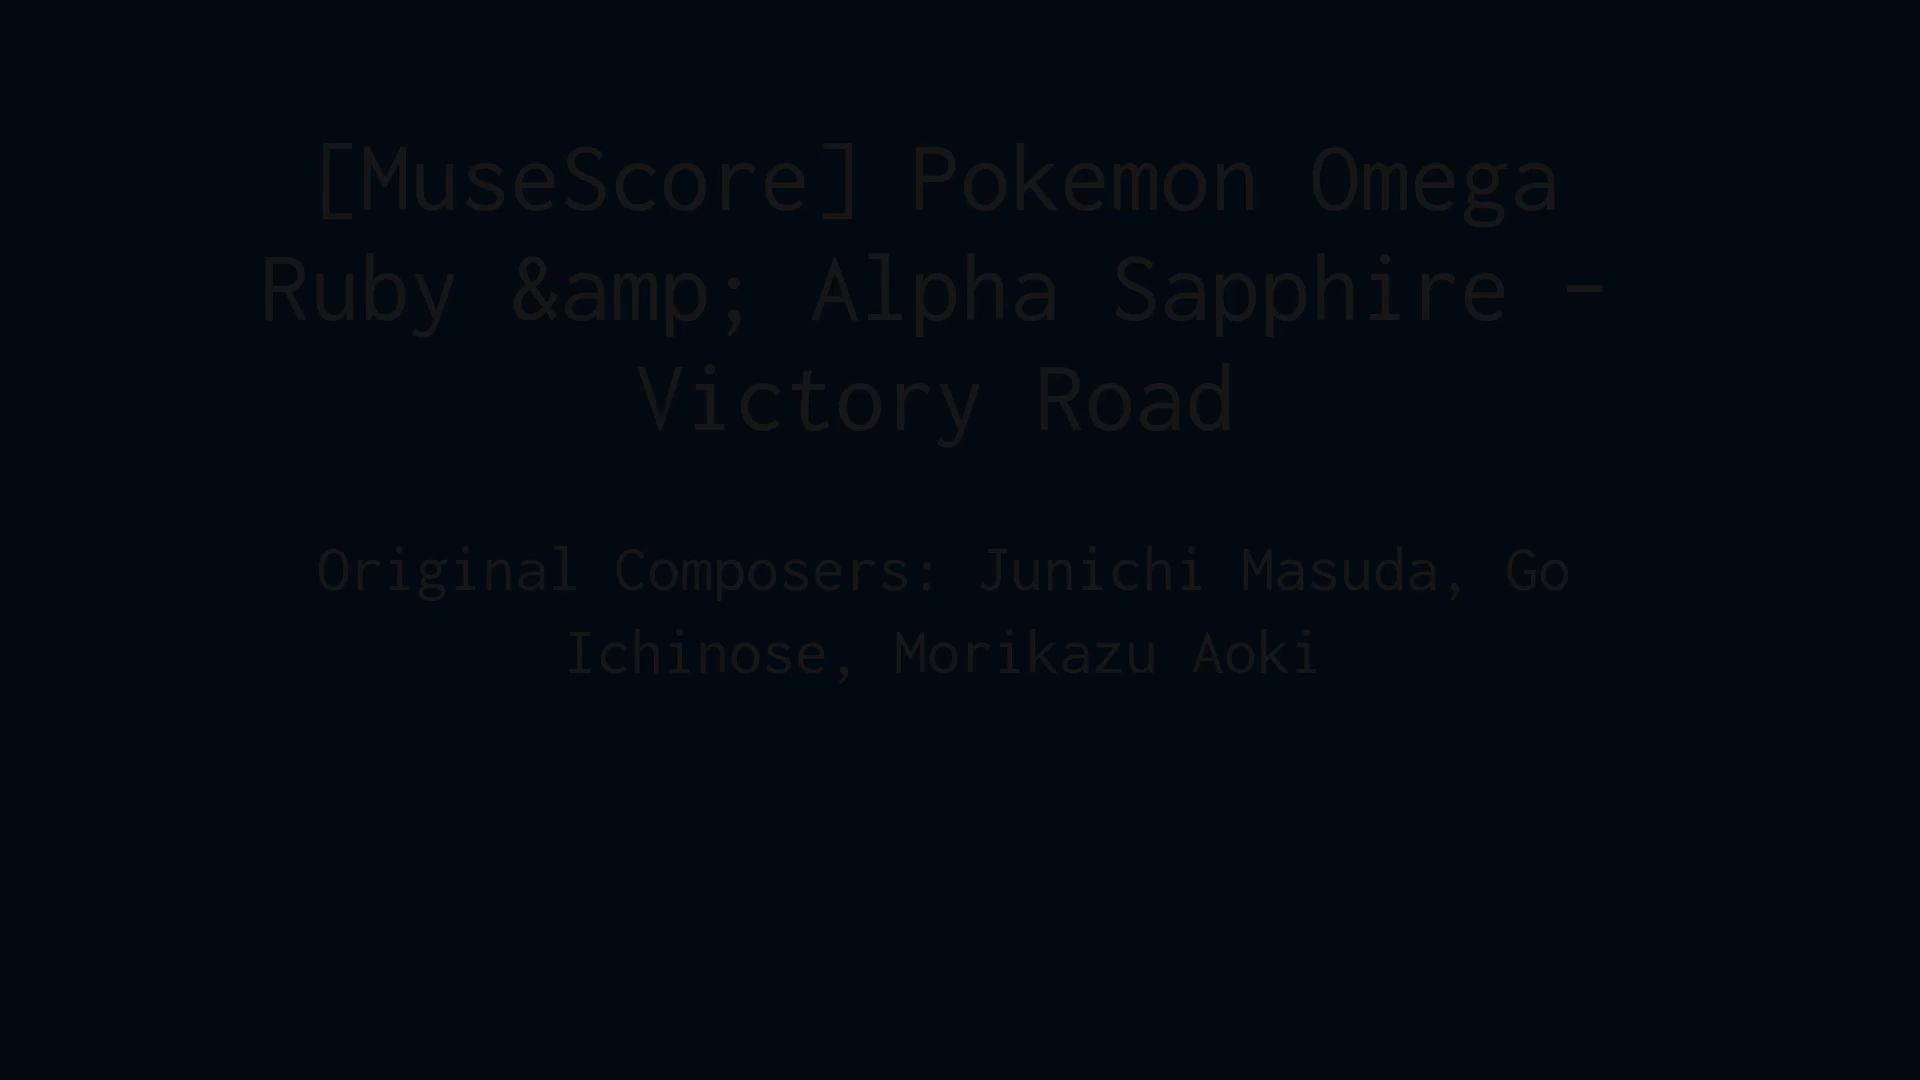 [MuseScore] Pokemon Omega
Ruby &amp; Alpha Sapphire -
Victory Road
Original Composers: Junichi Masuda, Go
Ichinose, Morikazu Aoki